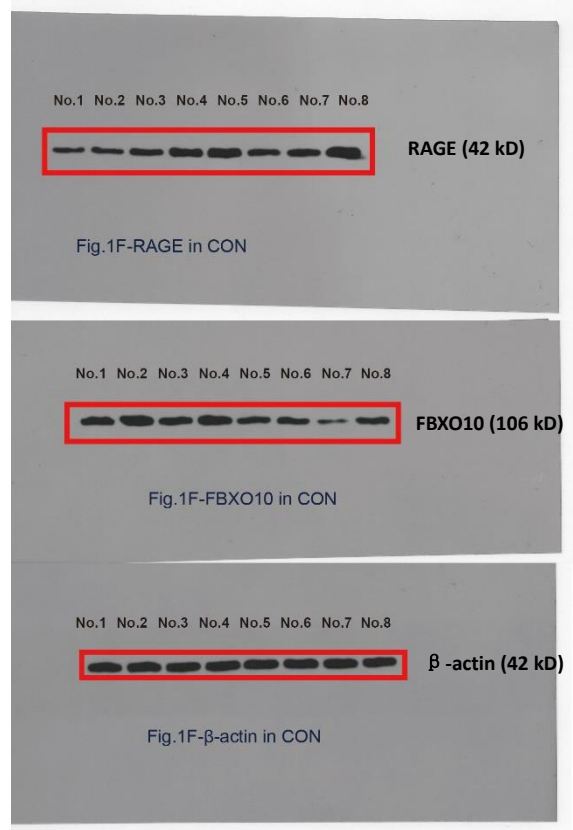 No.1 No.2 No.3 No.4 No.5 No.6 No.7 No.8
RAGE (42 kD)
Fig.1F-RAGE in CON
No.1 No.2 No.3 No.4 No.5 No.6 No.7 No.8
FBXO10 (106 kD)
Fig.1F-FBXO10 in CON
No.1 No.2 No.3 No.4 No.5 No.6 No.7 No.8
β-actin (42 kD)
Fig.1F-β-actin in CON